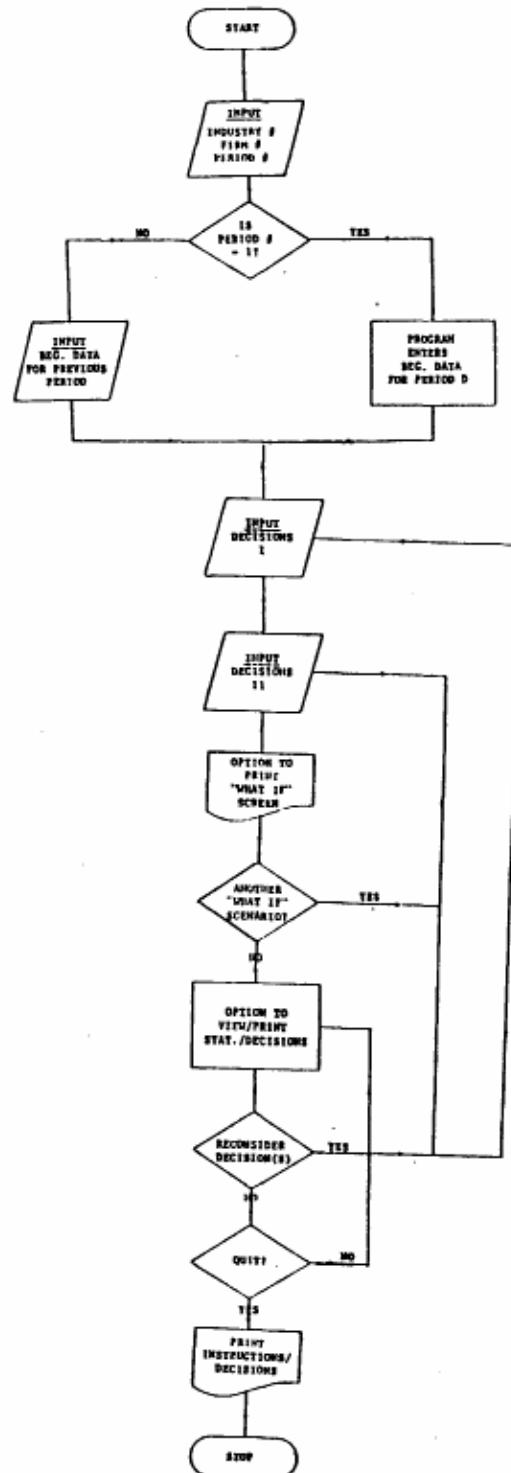 START
INPUT
INDUSTRY #
FIRM #
PERIOD #
IS
PERIOD #
= 1?
NO
YES
INPUT
BEG. DATA
FOR PREVIOUS
PERIOD
PROGRAM
ENTERS
BEG. DATA
FOR PERIOD 0
INPUT
DECISIONS
I
INPUT
DECISIONS
II
OPTION TO
PRINT
"WHAT IF"
SCREEN
ANOTHER
"WHAT IF"
SCENARIO?
YES
NO
OPTION TO
VIEW/PRINT
STAT./DECISIONS
RECONSIDER
DECISION(S)
YES
NO
QUIT?
NO
YES
PRINT
INSTRUCTIONS/
DECISIONS
STOP